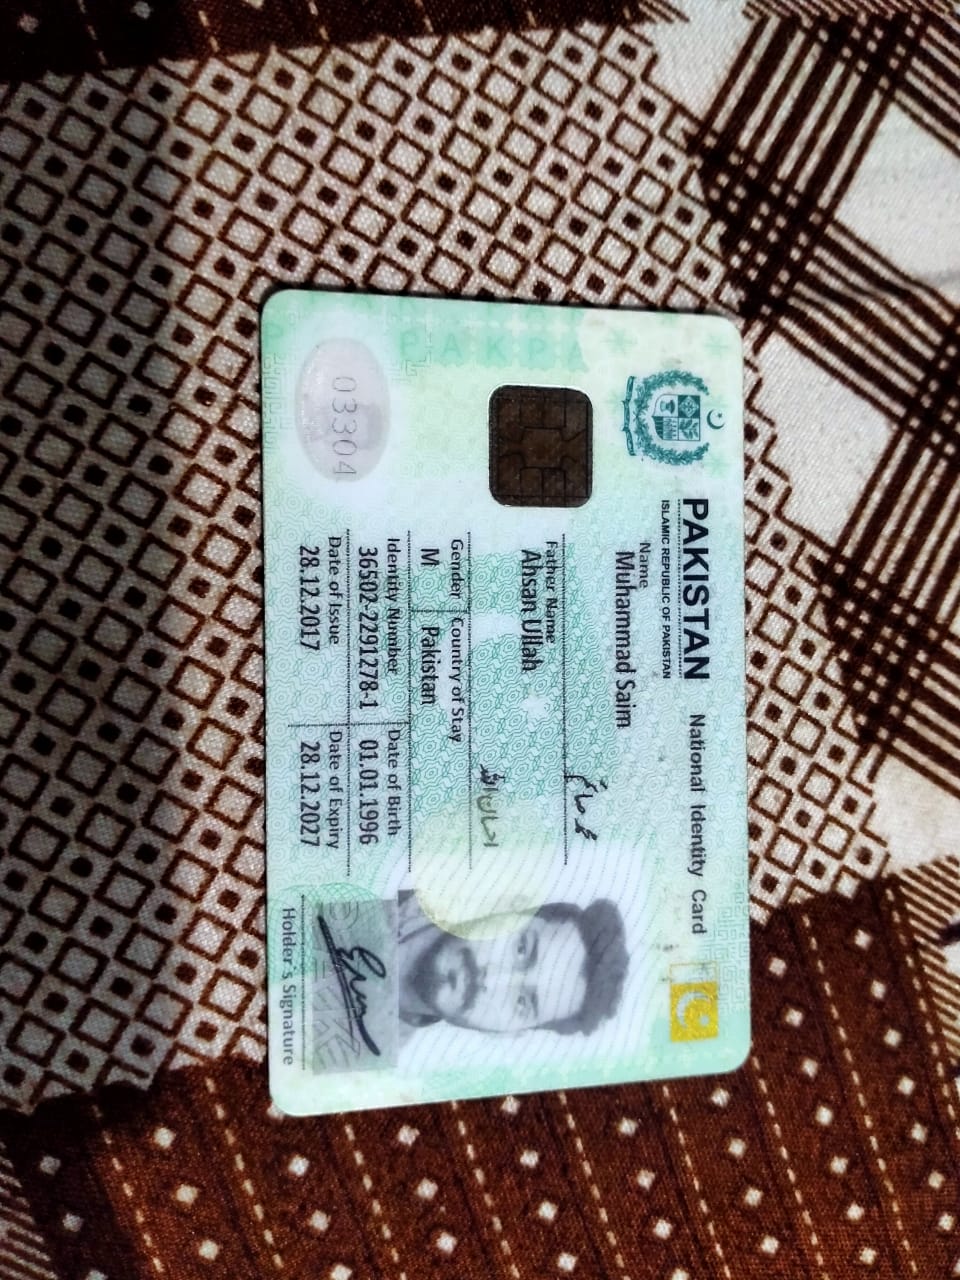 PAKISTAN National Identity Card
ISLAMIC REPUBLIC OF PAKISTAN
Name
Muhammad Saim
محمد صائم
Father Name
Ahsan Ullah
احسان اللہ
Gender Country of Stay
M Pakistan
Identity Number Date of Birth
36502-2291278-1 01.01.1996
Date of Issue Date of Expiry
28.12.2017 28.12.2027
Holder's Signature
PAKPA
03304